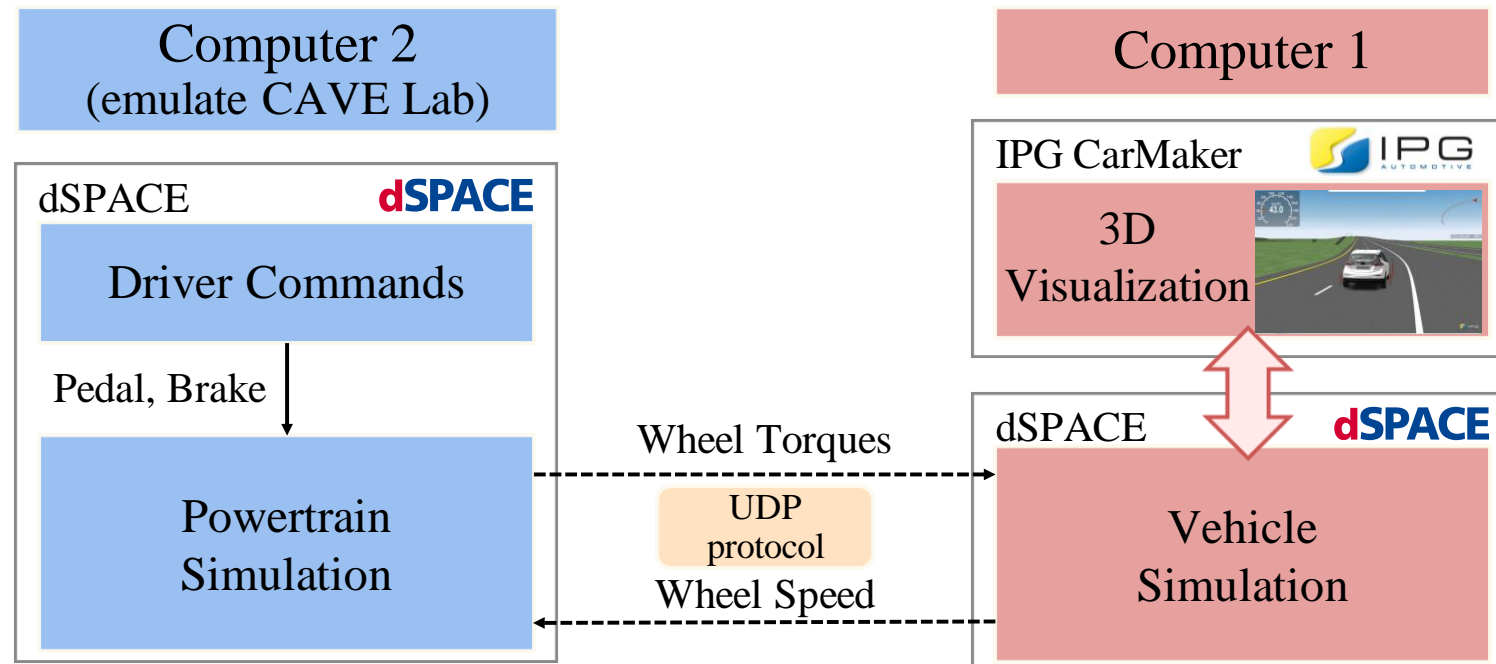 Computer 2
(emulate CAVE Lab)
dSPACE
dSPACE
Driver Commands
Pedal, Brake
Powertrain
Simulation
Wheel Torques
UDP
protocol
Wheel Speed
Computer 1
IPG CarMaker
IPG
AUTOMOTIVE
3D
Visualization
43.0
dSPACE
dSPACE
Vehicle
Simulation